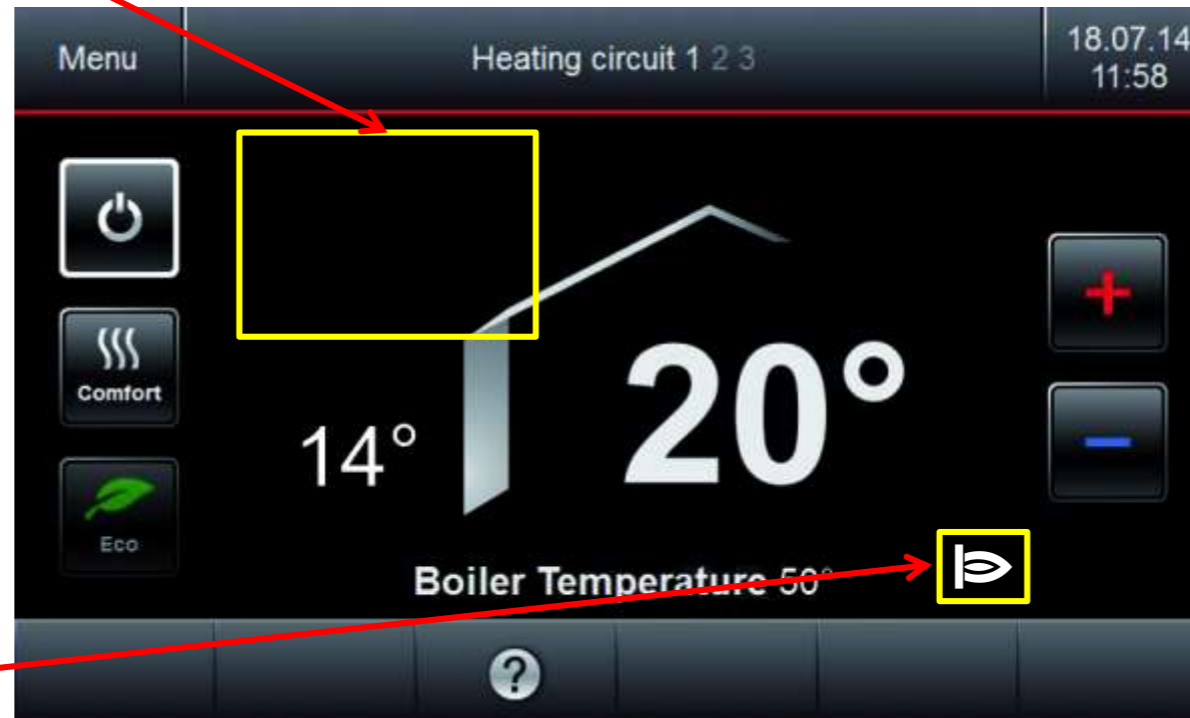 Menu
Heating circuit 1 2 3
18.07.14
11:58
Comfort
20°
14°
Eco
Boiler Temperature 50°
?